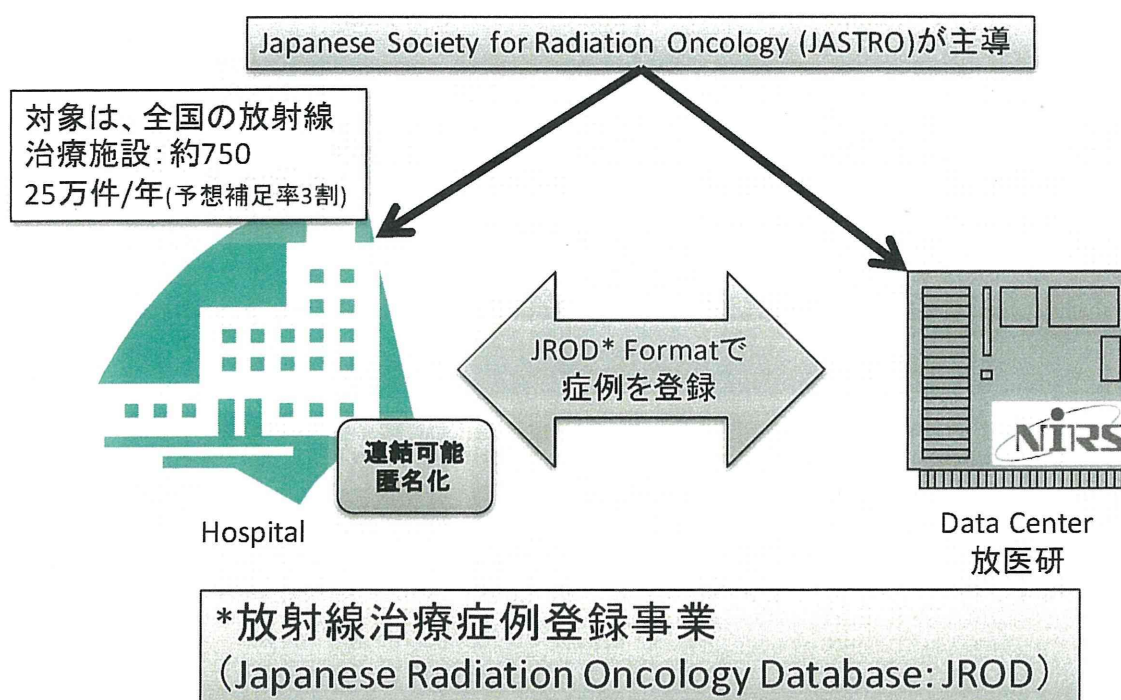 Japanese Society for Radiation Oncology (JASTRO)が主導
対象は、全国の放射線
治療施設：約750
25万件/年(予想補足率3割)
JROD* Formatで
症例を登録
連結可能
匿名化
NIRS
Hospital
Data Center
放医研
*放射線治療症例登録事業
（Japanese Radiation Oncology Database: JROD）